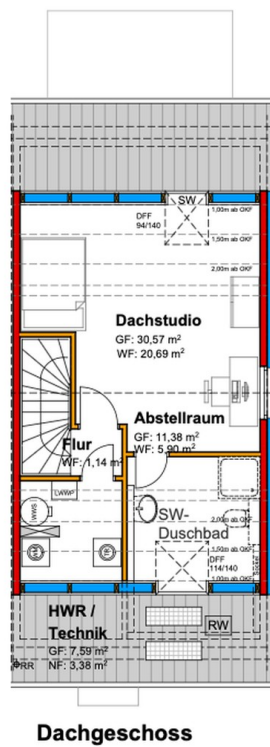 SW
DFF
94/140
1,00m ab OKF
1,50m ab OKF
2,00m ab OKF
Dachstudio
GF: 30,57 m²
WF: 20,69 m²
Abstellraum
GF: 11,38 m²
WF: 5,90 m²
Flur
WF: 1,14 m²
LWWP
WWS
SW-
Duschbad
2,00m ab OKF
1,50m ab OKF
DFF
114/140
1,00m ab OKF
HWR /
Technik
GF: 7,59 m²
NF: 3,38 m²
RW
RR
Dachgeschoss